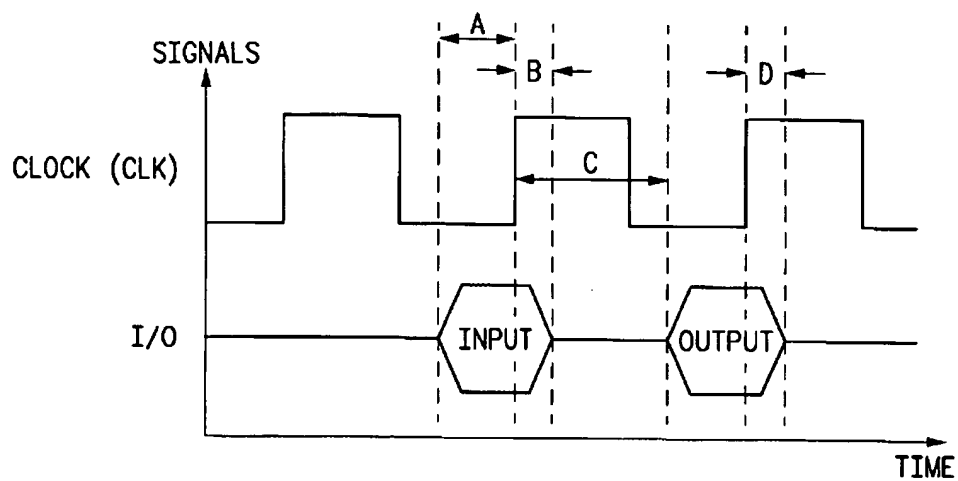 A
SIGNALS
B
D
CLOCK (CLK)
C
I/O
INPUT
OUTPUT
TIME